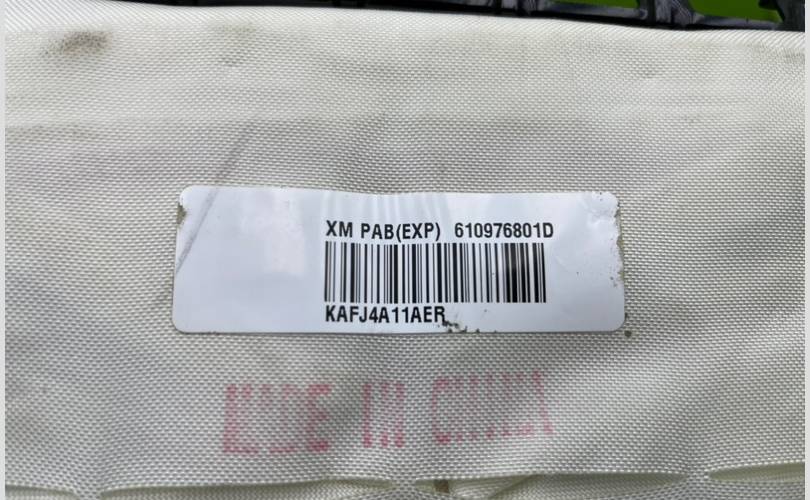 XM PAB(EXP) 610976801D
KAFJ4A11AER
MADE IN CHINA